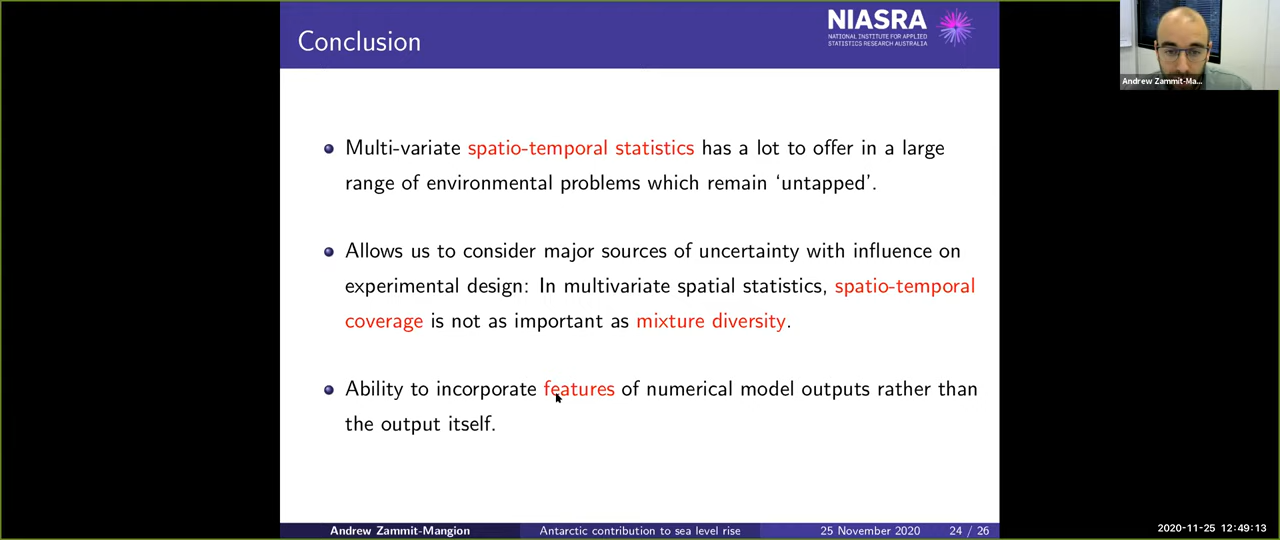 Conclusion
NIASRA
NATIONAL INSTITUTE FOR APPLIED
STATISTICS RESEARCH AUSTRALIA
Andrew Zammit-Ma...
Multi-variate spatio-temporal statistics has a lot to offer in a large
range of environmental problems which remain ‘untapped’.
Allows us to consider major sources of uncertainty with influence on
experimental design: In multivariate spatial statistics, spatio-temporal
coverage is not as important as mixture diversity.
Ability to incorporate features of numerical model outputs rather than
the output itself.
Andrew Zammit-Mangion Antarctic contribution to sea level rise 25 November 2020 24 / 26
2020-11-25 12:49:13